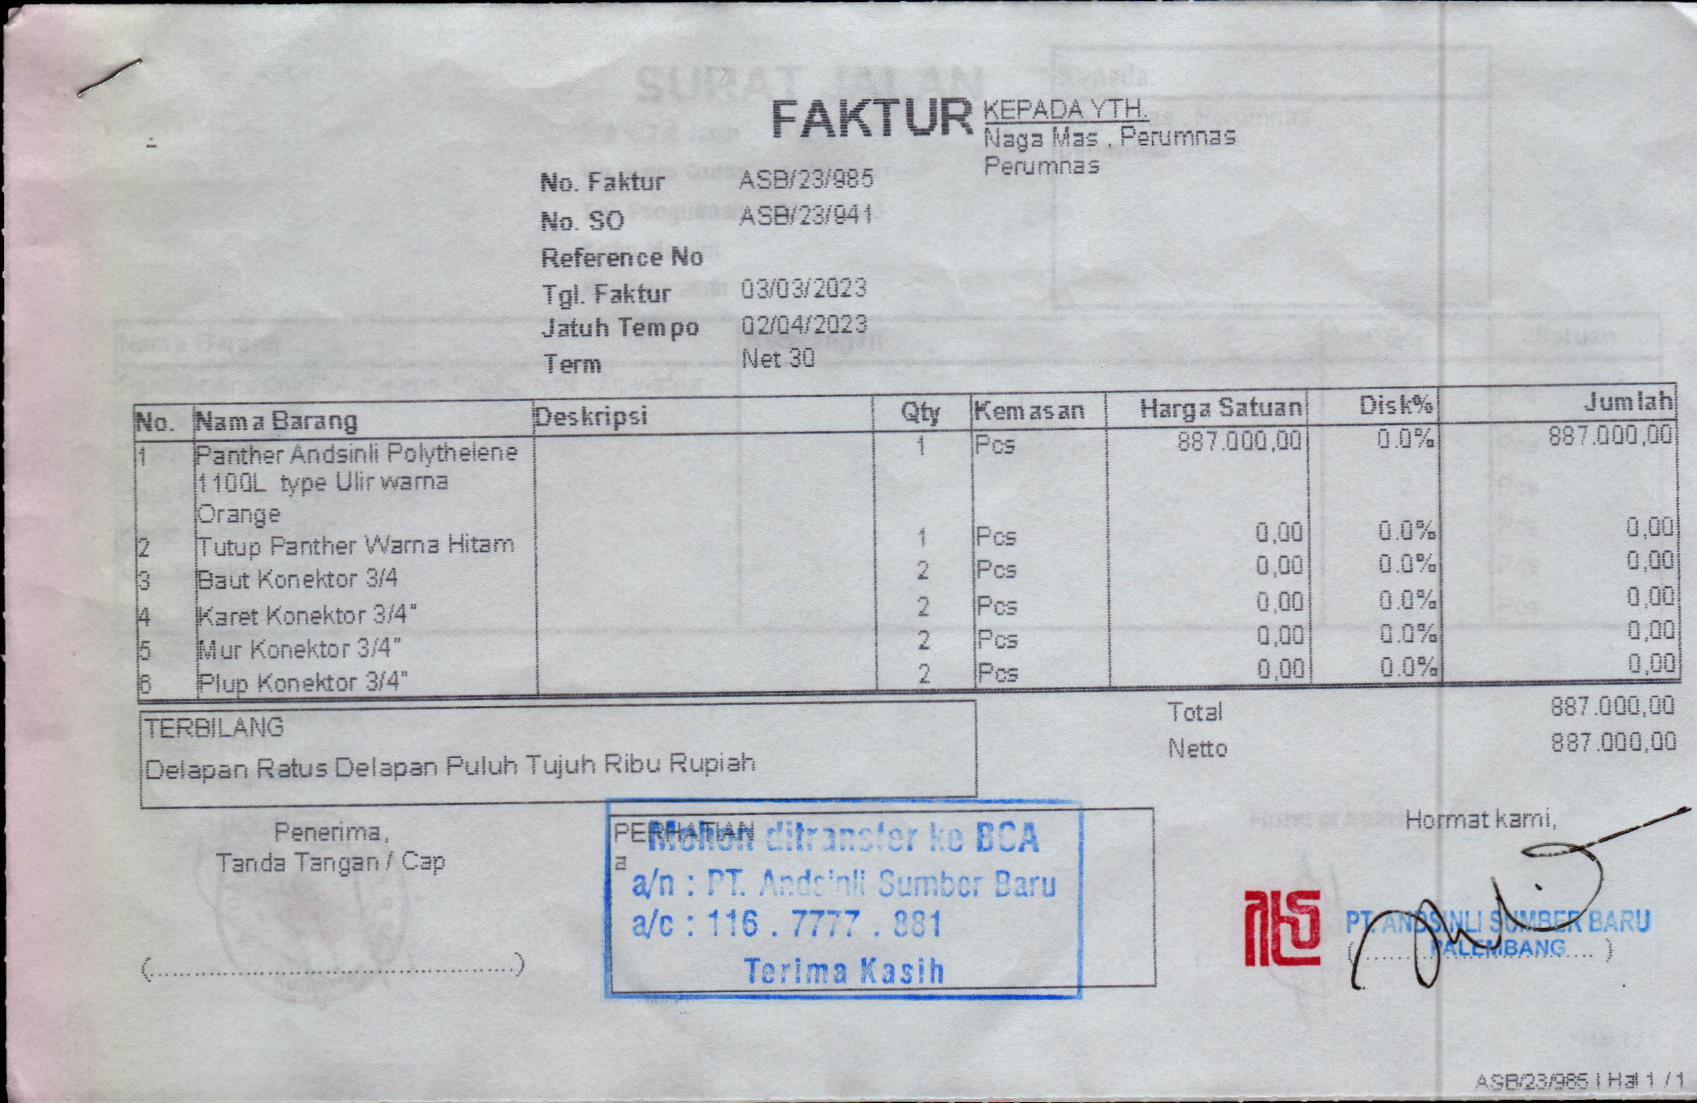 FAKTUR
KEPADA YTH.
Naga Mas , Perumnas
Perumnas
No. Faktur ASB/23/985
No. SO ASB/23/941
Reference No
Tgl. Faktur 03/03/2023
Jatuh Tempo 02/04/2023
Term Net 30
No. Nama Barang Deskripsi Qty Kemasan Harga Satuan Disk% Jumlah
1 Panther Andsinli Polythelene 1 Pcs 887.000,00 0.0% 887.000,00
1100L type Ulir warna
Orange
2 Tutup Panther Warna Hitam 1 Pcs 0,00 0.0% 0,00
3 Baut Konektor 3/4 2 Pcs 0,00 0.0% 0,00
4 Karet Konektor 3/4" 2 Pcs 0,00 0.0% 0,00
5 Mur Konektor 3/4" 2 Pcs 0,00 0.0% 0,00
6 Plup Konektor 3/4" 2 Pcs 0,00 0.0% 0,00
Total 887.000,00
Netto 887.000,00
TERBILANG
Delapan Ratus Delapan Puluh Tujuh Ribu Rupiah
Penerima,
Tanda Tangan / Cap
(..............................................)
PERHATIAN
a
Mohon ditransfer ke BCA
a/n : PT. Andsinli Sumber Baru
a/c : 116 . 7777 . 881
Terima Kasih
Hormat kami,
PT. ANDSINLI SUMBER BARU
PALEMBANG
ASB/23/985 | Hal 1 / 1